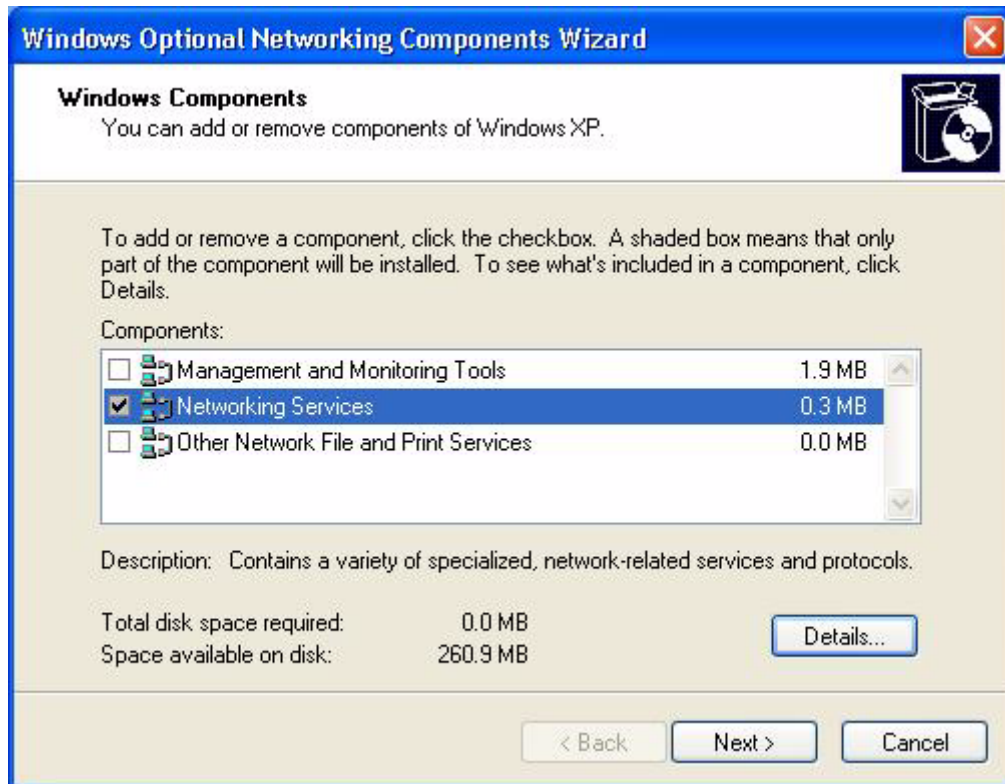 Windows Optional Networking Components Wizard
Windows Components
You can add or remove components of Windows XP.
To add or remove a component, click the checkbox. A shaded box means that only
part of the component will be installed. To see what's included in a component, click
Details.
Components:
Management and Monitoring Tools 1.9 MB
Networking Services 0.3 MB
Other Network File and Print Services 0.0 MB
Description: Contains a variety of specialized, network-related services and protocols.
Total disk space required: 0.0 MB
Space available on disk: 260.9 MB
Details...
< Back Next > Cancel